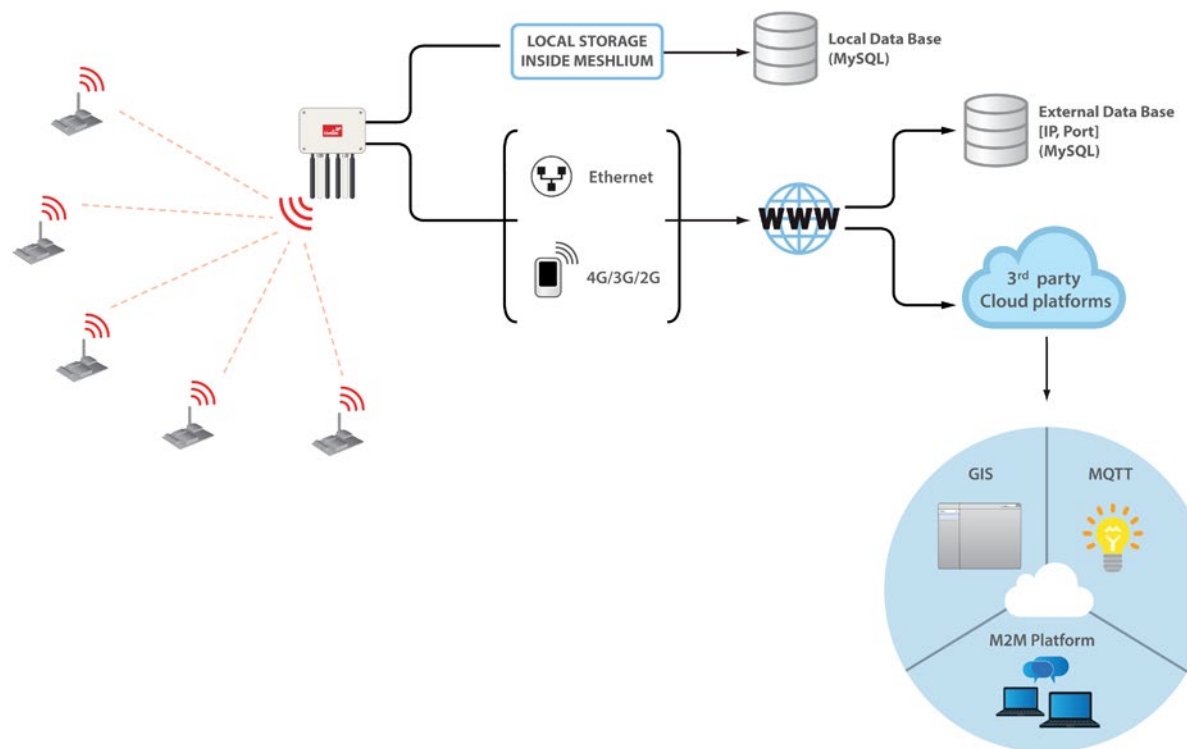 LOCAL STORAGE
INSIDE MESHLIUM
Local Data Base
(MySQL)
External Data Base
[IP, Port]
(MySQL)
Ethernet
4G/3G/2G
WWW
3rd party
Cloud platforms
GIS
MQTT
M2M Platform